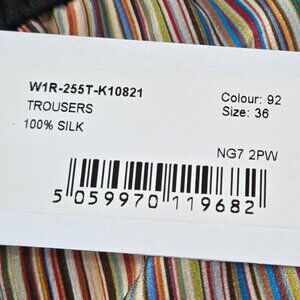 W1R-255T-K10821
Colour: 92
TROUSERS
Size: 36
100% SILK
NG7 2PW
5 059970 119682